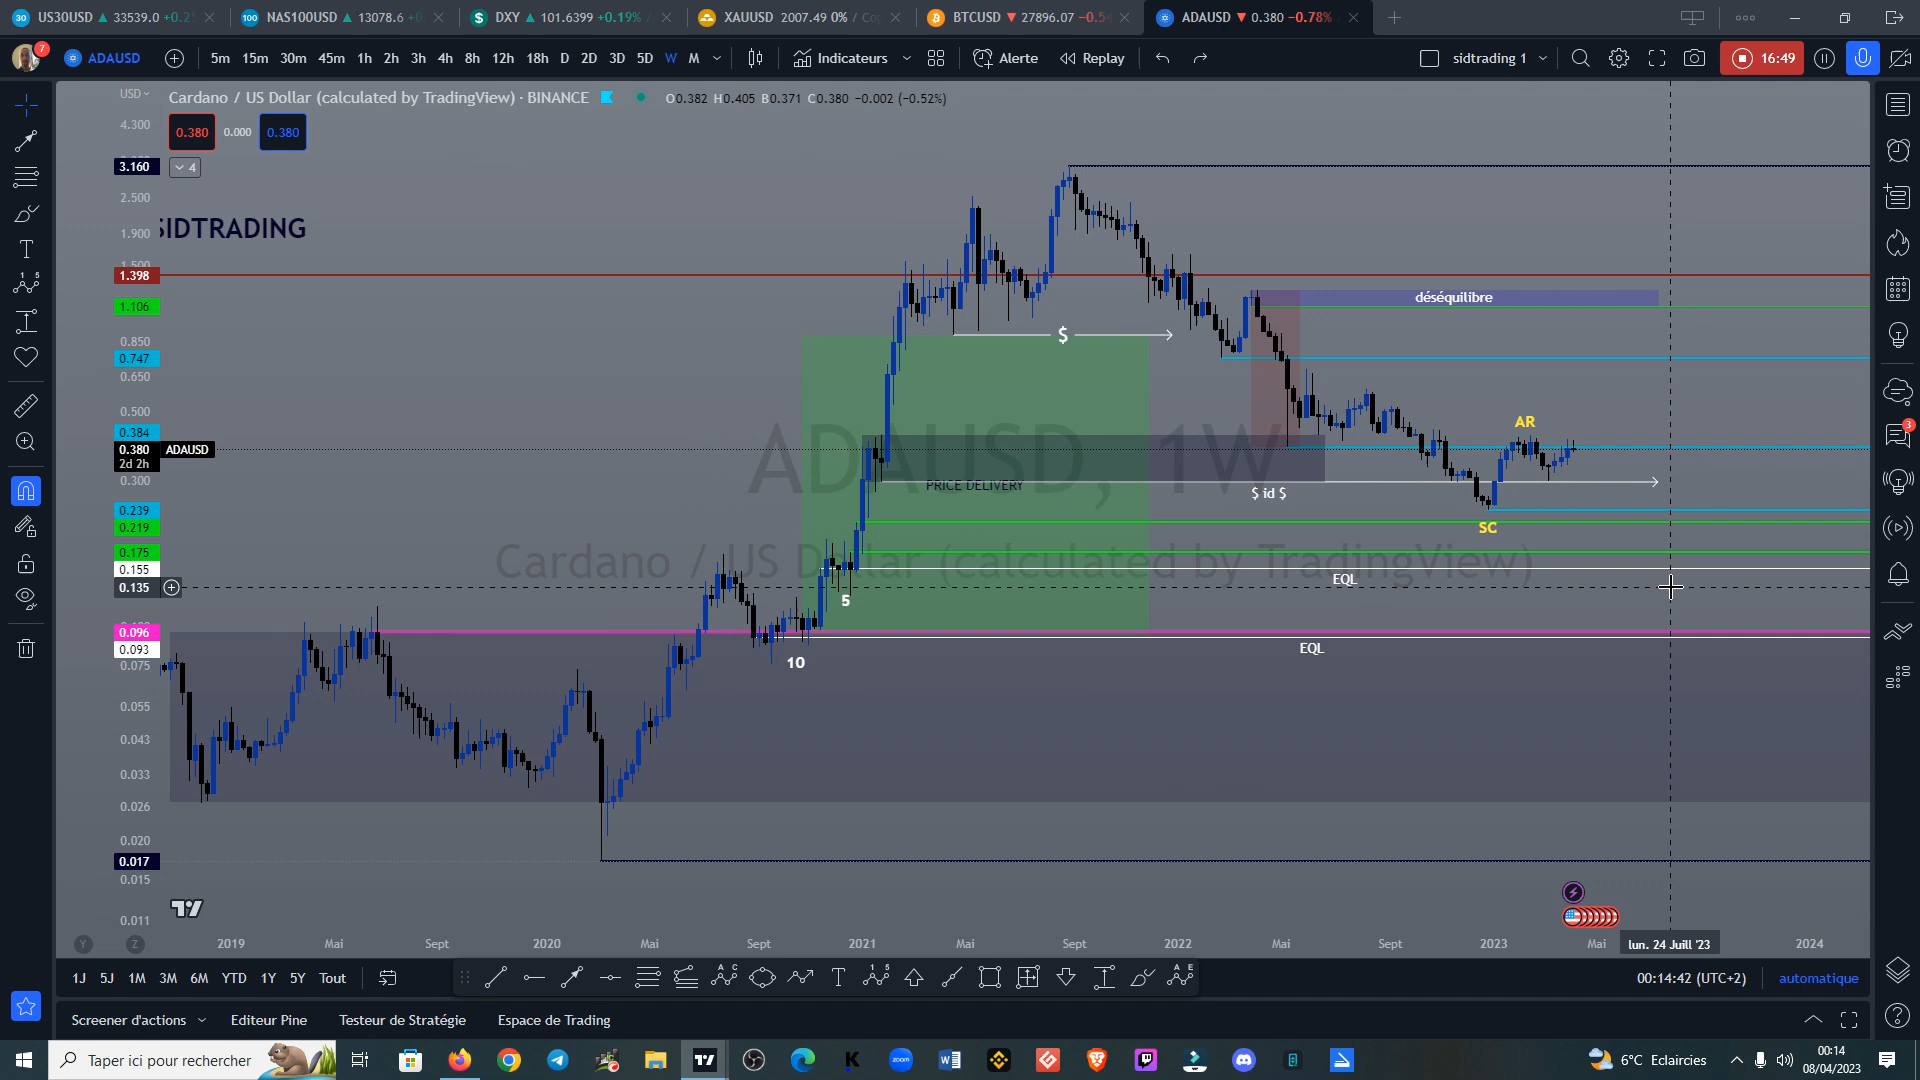 US30USD 33539.0 +0.2
NAS100USD 13078.6 +0
DXY 101.6399 +0.19%
XAUUSD 2007.49 0% / Co
BTCUSD 27896.07 −0.5
ADAUSD 0.380 −0.78%
7
ADAUSD
5m 15m 30m 45m 1h 2h 3h 4h 8h 12h 18h D 2D 3D 5D W M
Indicateurs
Alerte
Replay
sidtrading 1
16:49
USD
Cardano / US Dollar (calculated by TradingView) · BINANCE
O0.382 H0.405 B0.371 C0.380 −0.002 (−0.52%)
4.300
0.380 0.000 0.380
3.160
4
2.500
SIDTRADING
1.900
1.500
1.398
déséquilibre
1.106
$
0.850
0.747
0.650
0.500
AR
0.384
0.380 ADAUSD
2d 2h
ADAUSD, 1W
0.300
PRICE DELIVERY
$ id $
0.239
0.219
SC
0.175
Cardano / US Dollar (calculated by TradingView)
0.155
EQL
0.135
5
0.096
0.093
EQL
10
0.075
0.055
0.043
0.033
0.026
0.020
0.017
0.015
0.011
Y Z 2019 Mai Sept 2020 Mai Sept 2021 Mai Sept 2022 Mai Sept 2023 Mai lun. 24 Juill '23 2024
1J 5J 1M 3M 6M YTD 1Y 5Y Tout
00:14:42 (UTC+2)
automatique
Screener d'actions
Editeur Pine
Testeur de Stratégie
Espace de Trading
Taper ici pour rechercher
6°C Eclaircies
00:14
08/04/2023
3